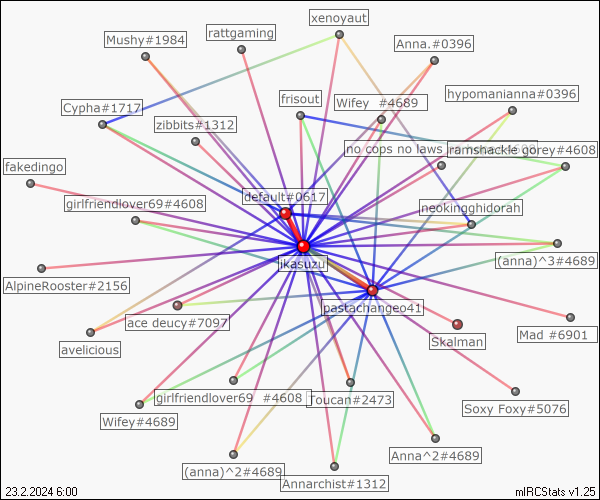 xenoyaut
Mushy#1984
rattgaming
Anna.#0396
hypomanianna#0396
frisout
Wifey #4689
Cypha#1717
zibbits#1312
no cops no laws
ramshackle gorey#4608
fakedingo
default#0617
girlfriendlover69#4608
neokingghidorah
(anna)^3#4689
jkasuzu
AlpineRooster#2156
pastachangeo41
ace deucy#7097
Mad #6901
Skalman
avelicious
girlfriendlover69 #4608
Toucan#2473
Soxy Foxy#5076
Wifey#4689
Anna^2#4689
(anna)^2#4689
Annarchist#1312
23.2.2024 6:00
mIRCStats v1.25